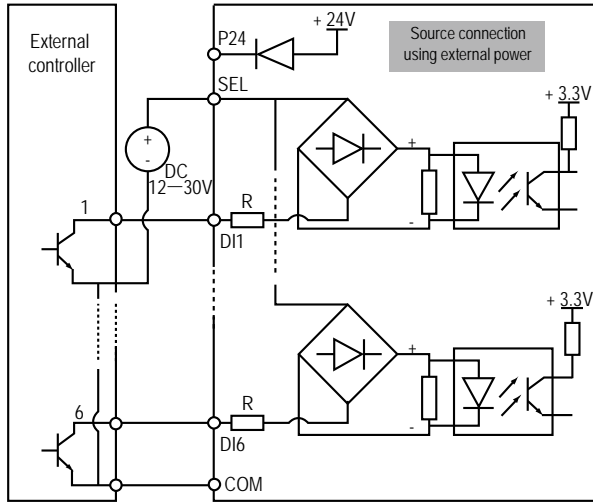 External
controller
P24
+ 24V
Source connection
using external power
SEL
+ 3.3V
+
-
DC
12—30V
+
-
1
R
DI1
+ 3.3V
+
-
6
R
DI6
COM